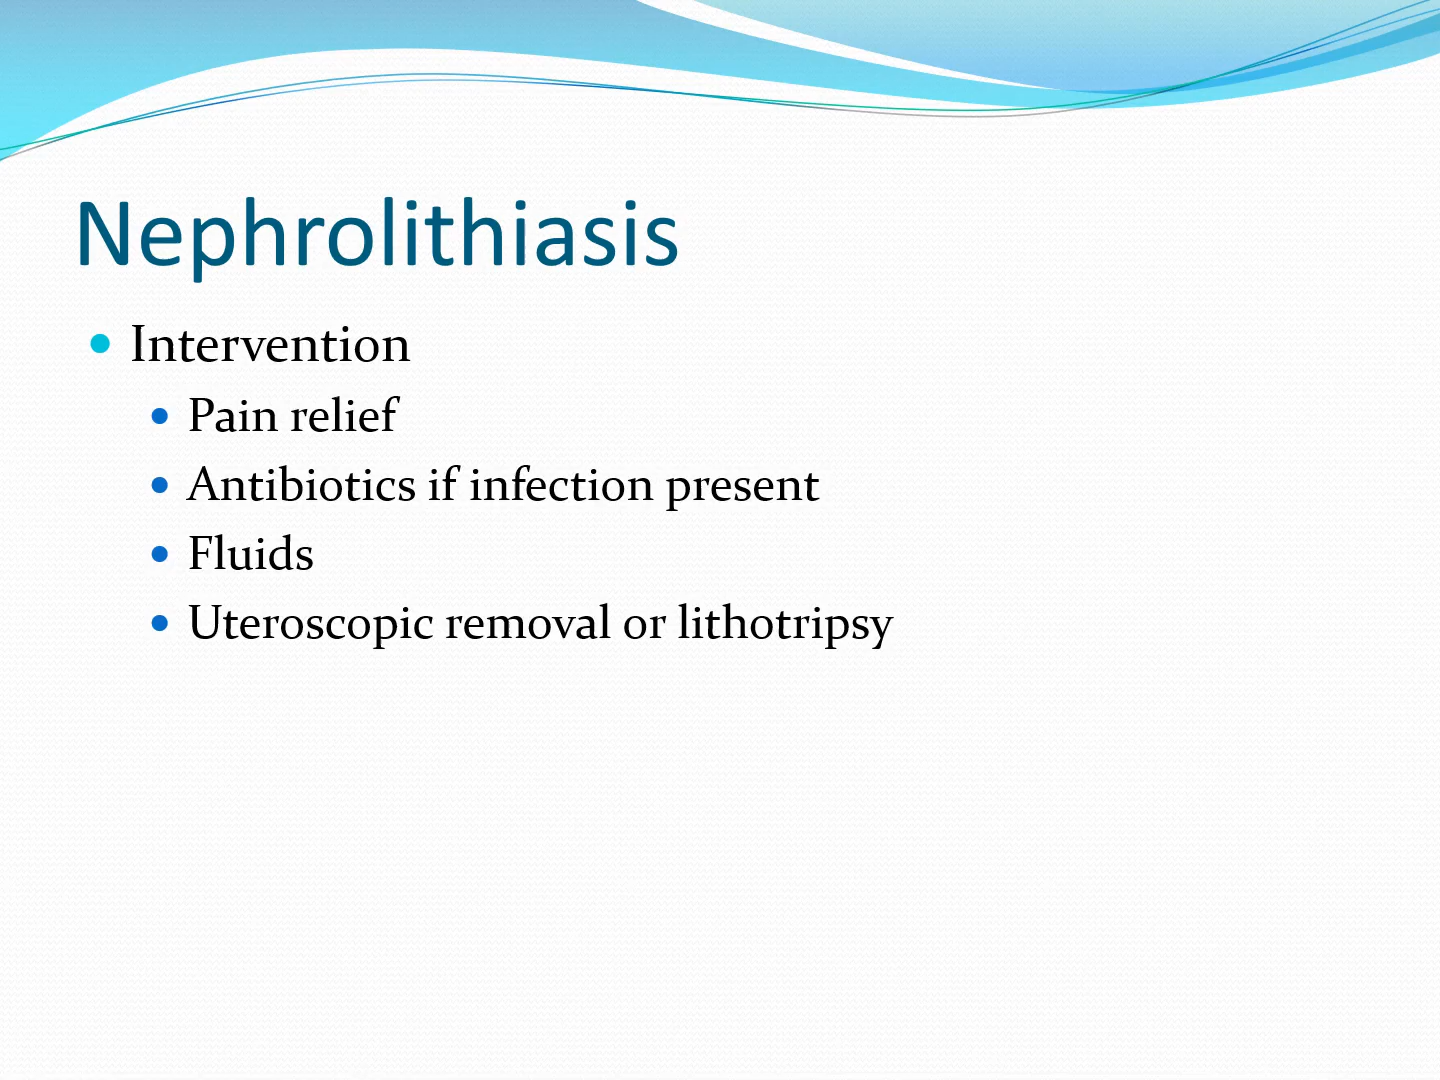 Nephrolithiasis
Intervention
Pain relief
Antibiotics if infection present
Fluids
Uteroscopic removal or lithotripsy